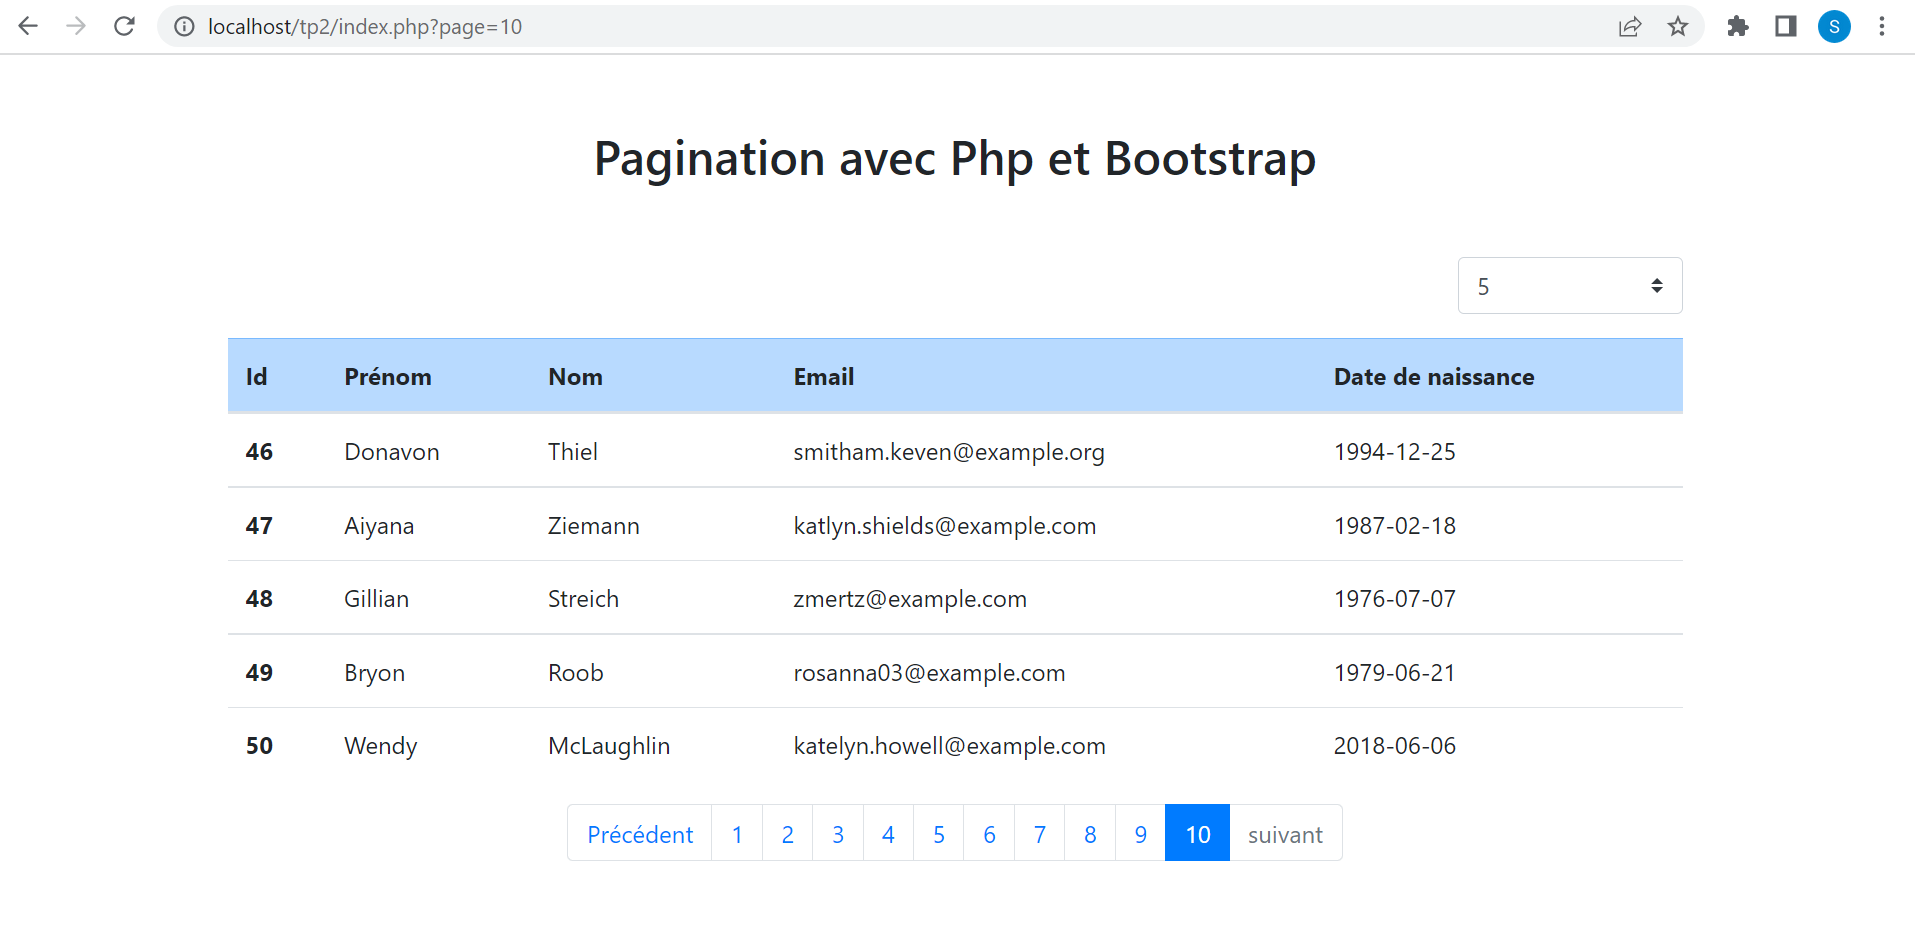 localhost/tp2/index.php?page=10
S
Pagination avec Php et Bootstrap
5
Id Prénom Nom Email Date de naissance
46 Donavon Thiel smitham.keven@example.org 1994-12-25
47 Aiyana Ziemann katlyn.shields@example.com 1987-02-18
48 Gillian Streich zmertz@example.com 1976-07-07
49 Bryon Roob rosanna03@example.com 1979-06-21
50 Wendy McLaughlin katelyn.howell@example.com 2018-06-06
Précédent 1 2 3 4 5 6 7 8 9 10 suivant